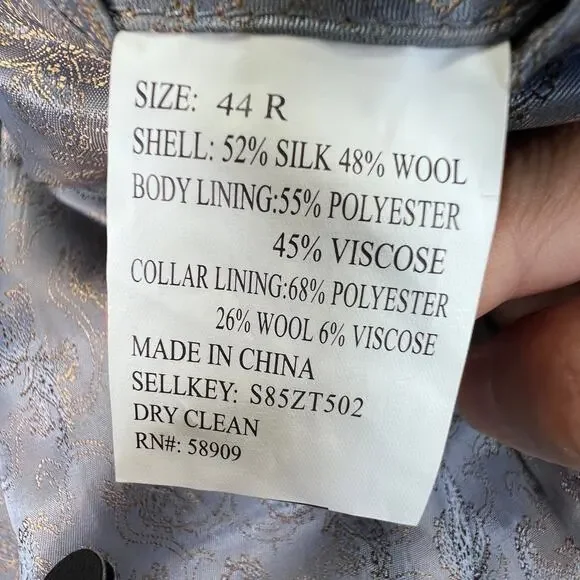 SIZE: 44 R
SHELL: 52% SILK 48% WOOL
BODY LINING:55% POLYESTER
45% VISCOSE
COLLAR LINING:68% POLYESTER
26% WOOL 6% VISCOSE
MADE IN CHINA
SELLKEY: S85ZT502
DRY CLEAN
RN#: 58909